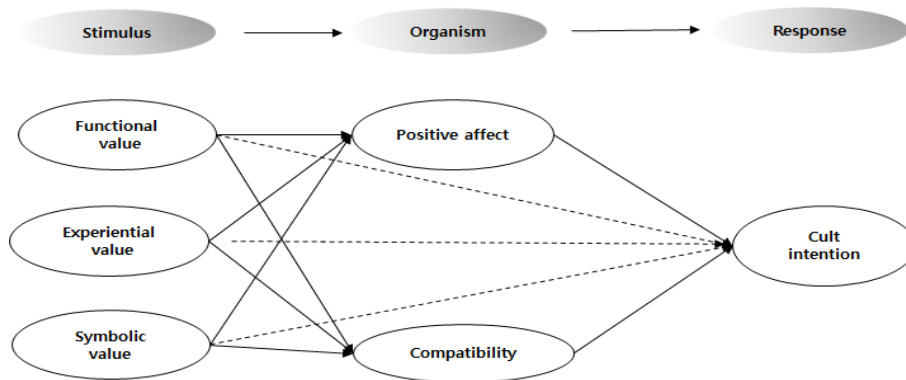 Stimulus
Organism
Response
Functional
value
Positive affect
Experiential
value
Cult
intention
Symbolic
value
Compatibility